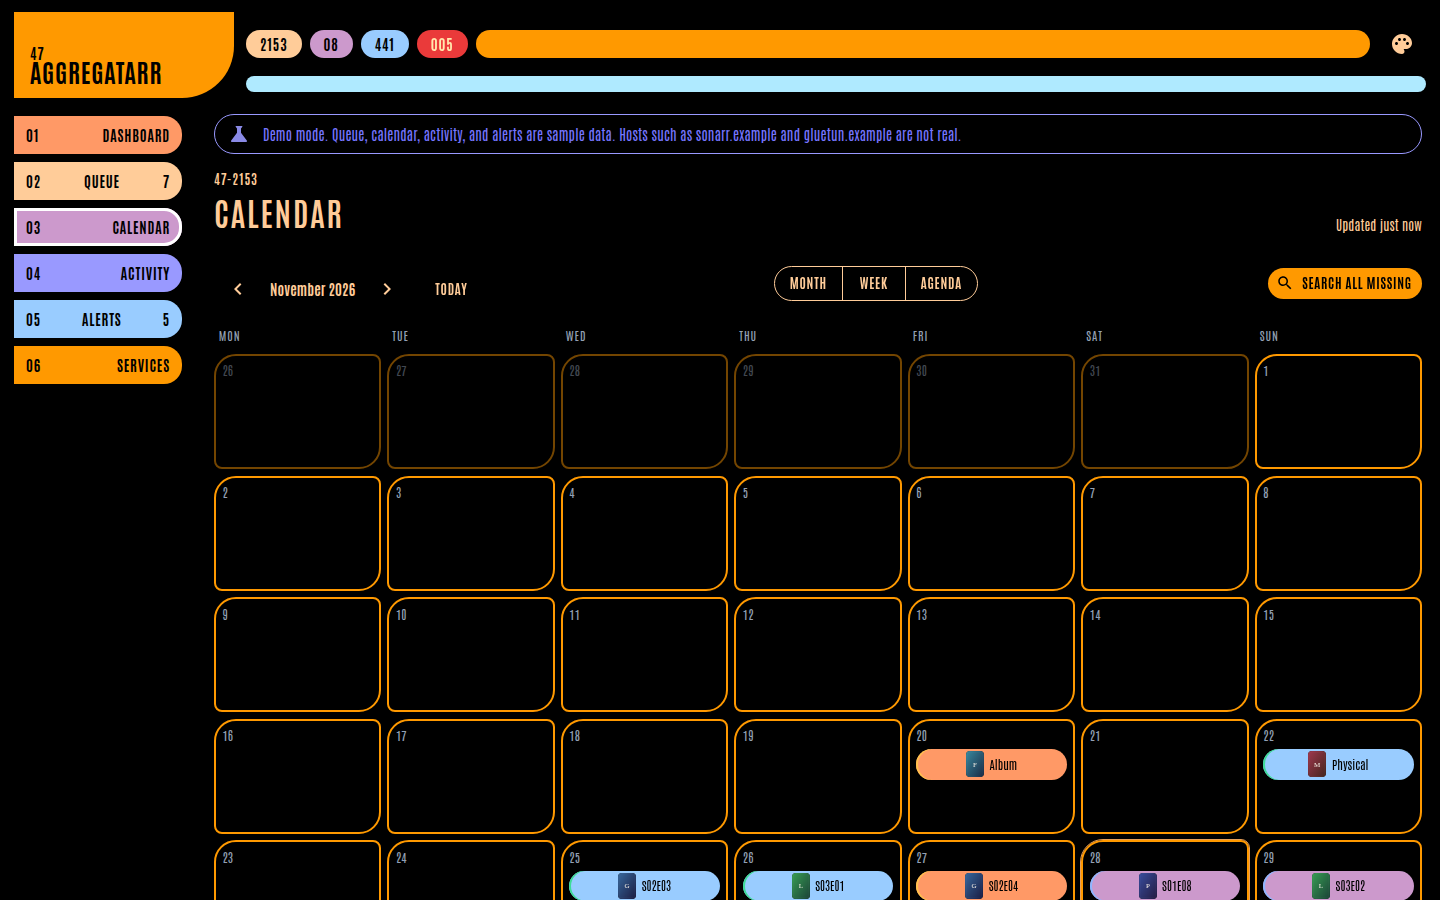 47
AGGREGATARR
2153
08
441
005
01 DASHBOARD
02 QUEUE 7
03 CALENDAR
04 ACTIVITY
05 ALERTS 5
06 SERVICES
Demo mode. Queue, calendar, activity, and alerts are sample data. Hosts such as sonarr.example and gluetun.example are not real.
47-2153
CALENDAR
Updated just now
November 2026
TODAY
MONTH
WEEK
AGENDA
SEARCH ALL MISSING
MON TUE WED THU FRI SAT SUN
26 27 28 29 30 31 1
2 3 4 5 6 7 8
9 10 11 12 13 14 15
16 17 18 19 20 21 22
F Album
M Physical
23 24 25 26 27 28 29
G S02E03
L S03E01
G S02E04
P S01E08
L S03E02